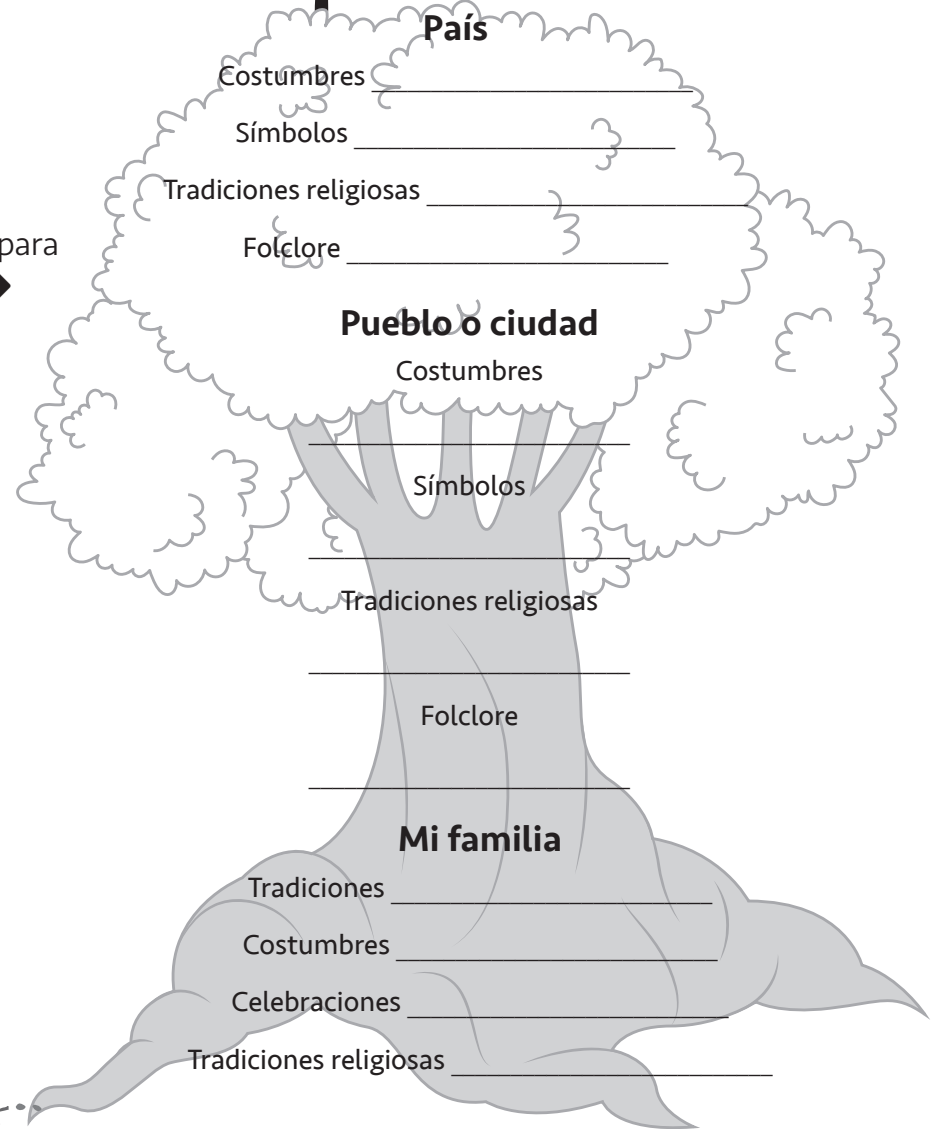 País
Costumbres
Símbolos
Tradiciones religiosas
para
Folclore
Pueblo o ciudad
Costumbres
Símbolos
Tradiciones religiosas
Folclore
Mi familia
Tradiciones
Costumbres
Celebraciones
Tradiciones religiosas